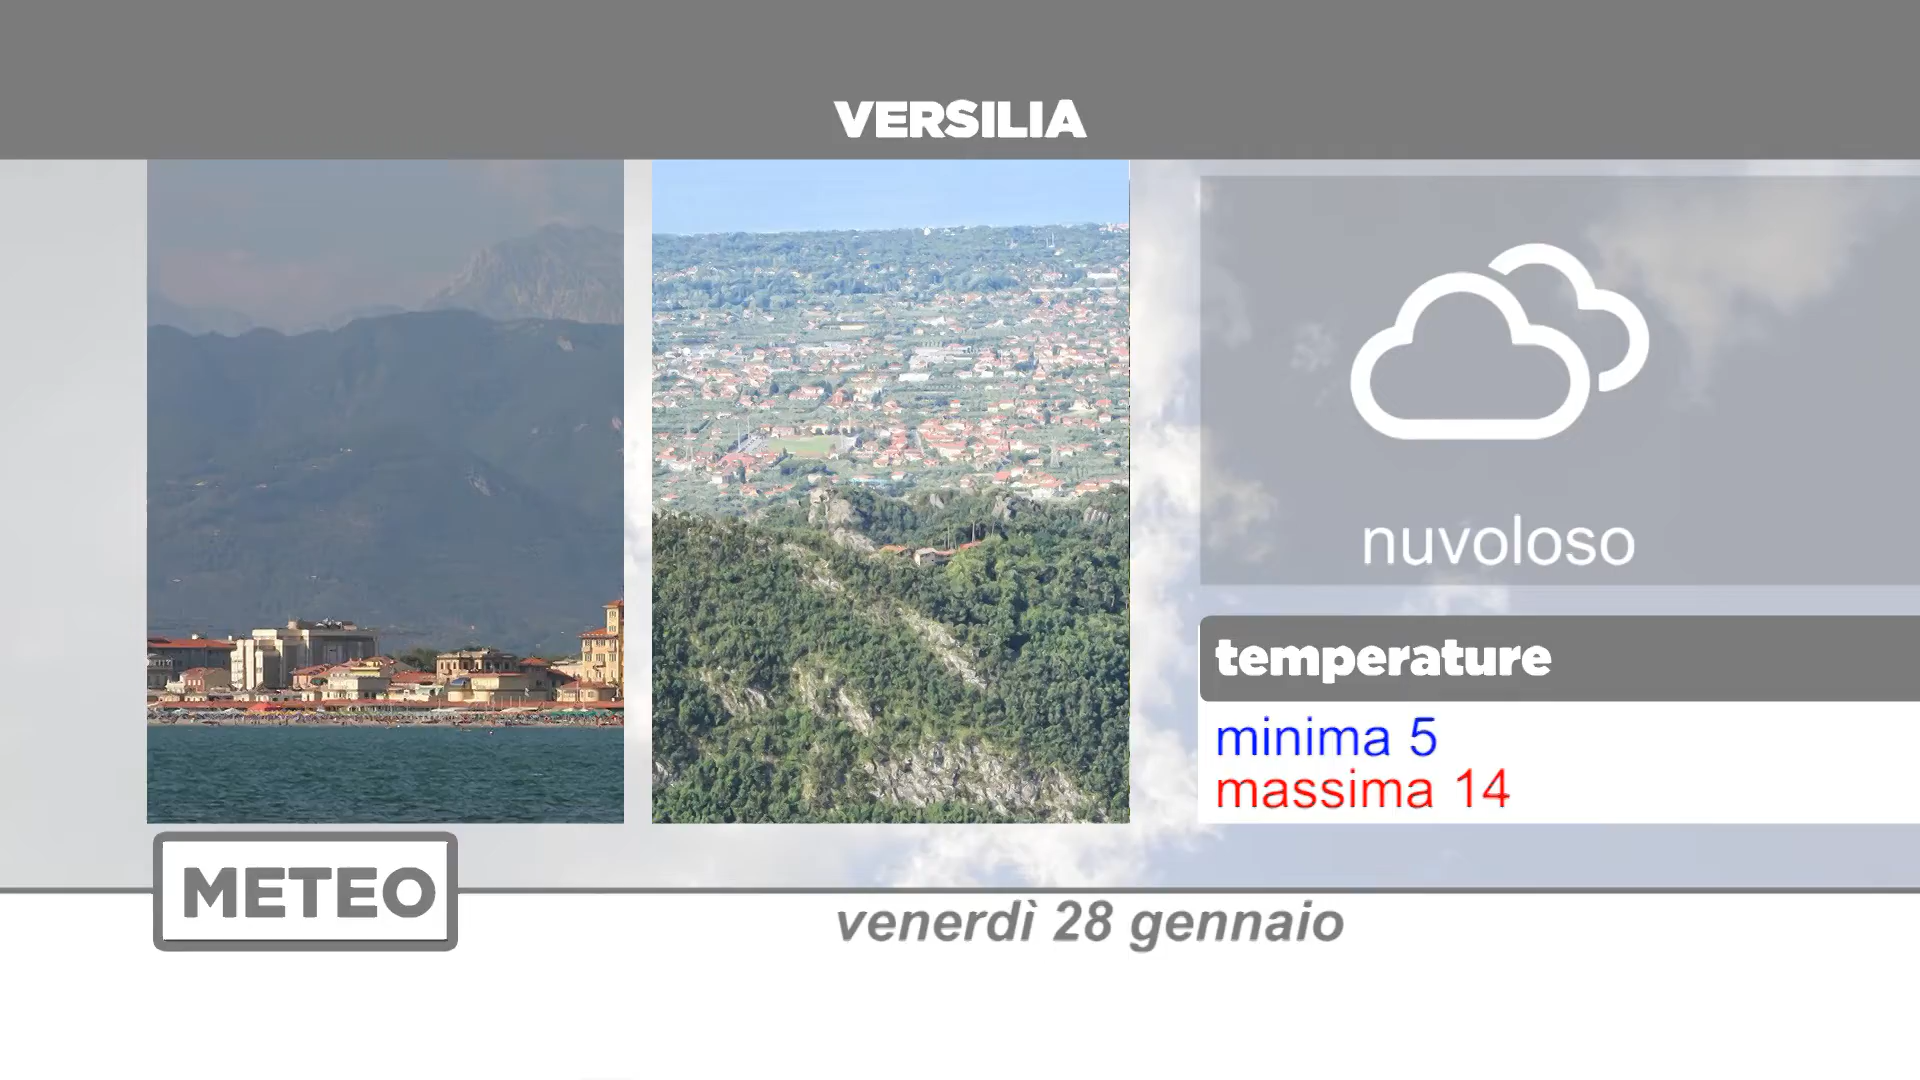 VERSILIA
nuvoloso
temperature
minima 5
massima 14
METEO
venerdì 28 gennaio